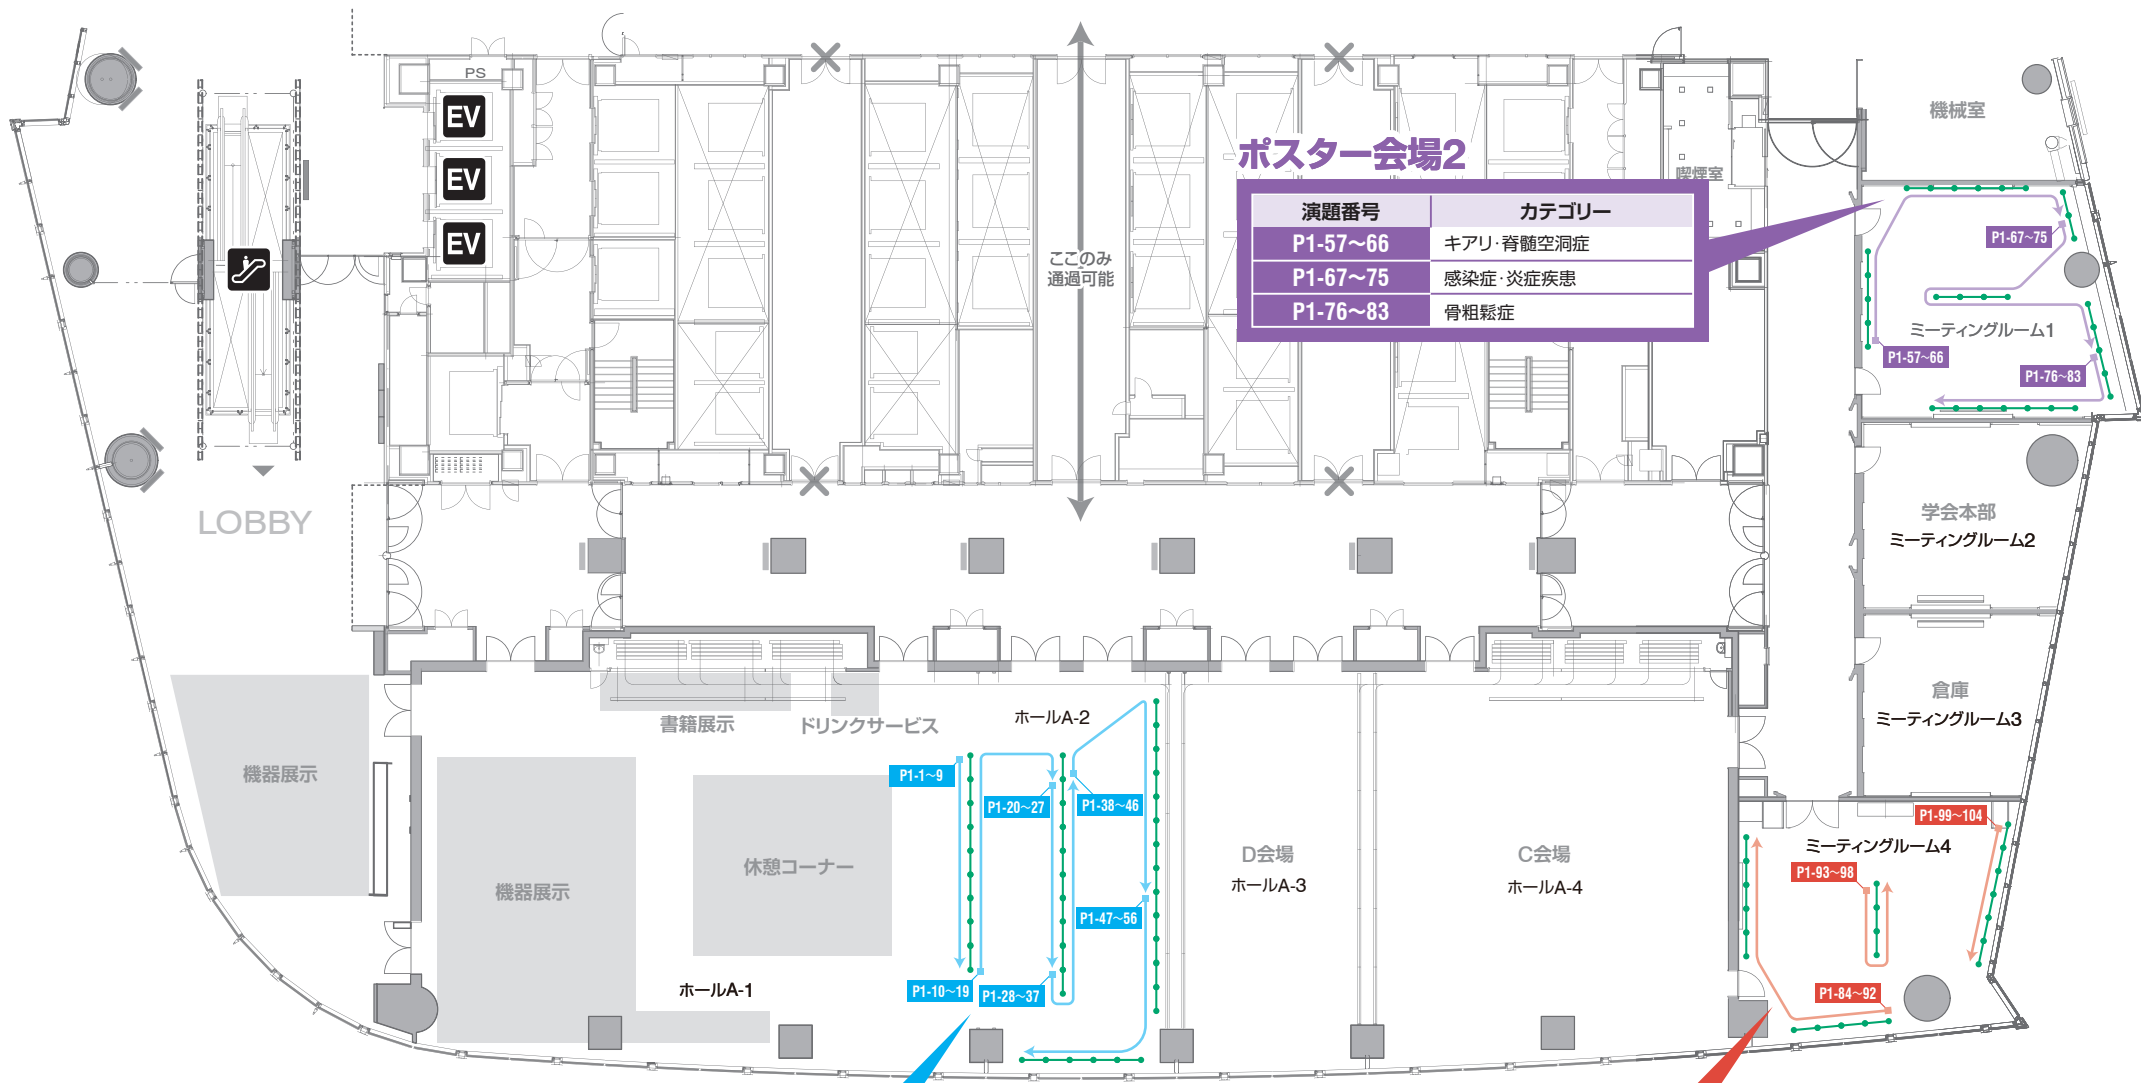 PS
EV
EV
EV
機械室
ポスター会場2
喫煙室
演題番号 カテゴリー
P1-57～66 キアリ・脊髄空洞症
P1-67～75 感染症・炎症疾患
P1-76～83 骨粗鬆症
ここのみ
通過可能
P1-67～75
ミーティングルーム1
P1-57～66
P1-76～83
LOBBY
学会本部
ミーティングルーム2
倉庫
ミーティングルーム3
書籍展示
ドリンクサービス
ホールA-2
機器展示
P1-1～9
P1-20～27
P1-38～46
休憩コーナー
機器展示
D会場
ホールA-3
C会場
ホールA-4
P1-47～56
ホールA-1
P1-10～19
P1-28～37
P1-99～104
ミーティングルーム4
P1-93～98
P1-84～92